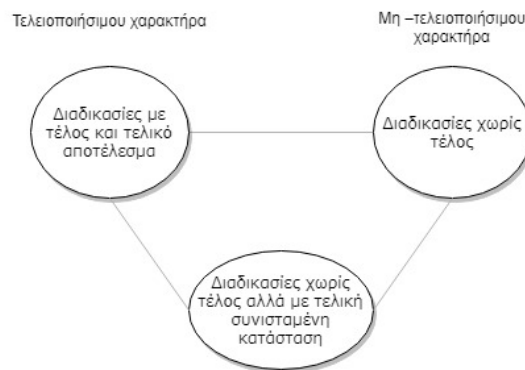 Τελειοποιήσιμου χαρακτήρα
Μη –τελειοποιήσιμου
χαρακτήρα
Διαδικασίες με
τέλος και τελικό
αποτέλεσμα
Διαδικασίες χωρίς
τέλος
Διαδικασίες χωρίς
τέλος αλλά με τελική
συνισταμένη
κατάσταση